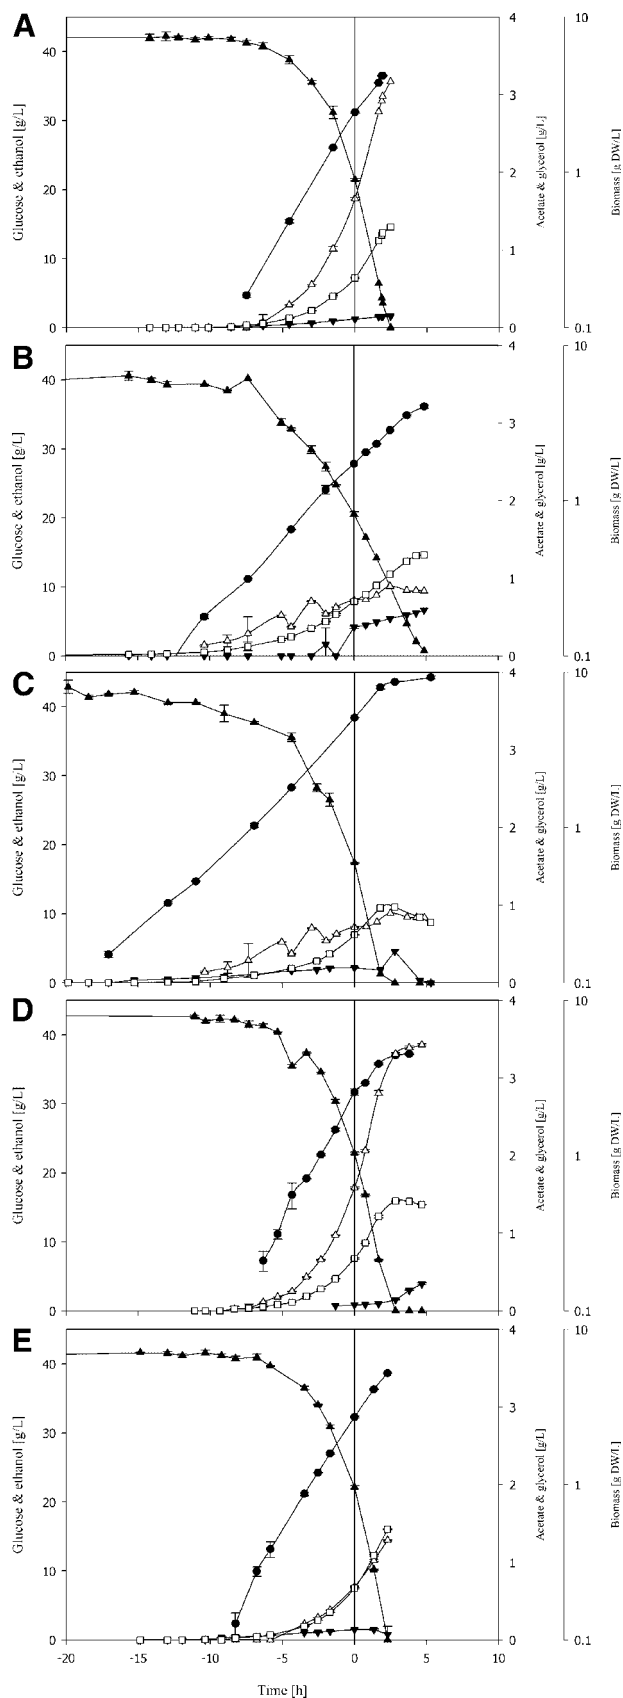 A
Glucose & ethanol [g/L]
40
30
20
10
0
4
3
2
1
0
Acetate & glycerol [g/L]
10
1
0.1
Biomass [g DW/L]
B
Glucose & ethanol [g/L]
40
30
20
10
0
4
3
2
1
0
Acetate & glycerol [g/L]
10
1
0.1
Biomass [g DW/L]
C
Glucose & ethanol [g/L]
40
30
20
10
0
4
3
2
1
0
Acetate & glycerol [g/L]
10
1
0.1
Biomass [g DW/L]
D
Glucose & ethanol [g/L]
40
30
20
10
0
4
3
2
1
0
Acetate & glycerol [g/L]
10
1
0.1
Biomass [g DW/L]
E
Glucose & ethanol [g/L]
40
30
20
10
0
4
3
2
1
0
Acetate & glycerol [g/L]
10
1
0.1
Biomass [g DW/L]
-20 -15 -10 -5 0 5 10
Time [h]